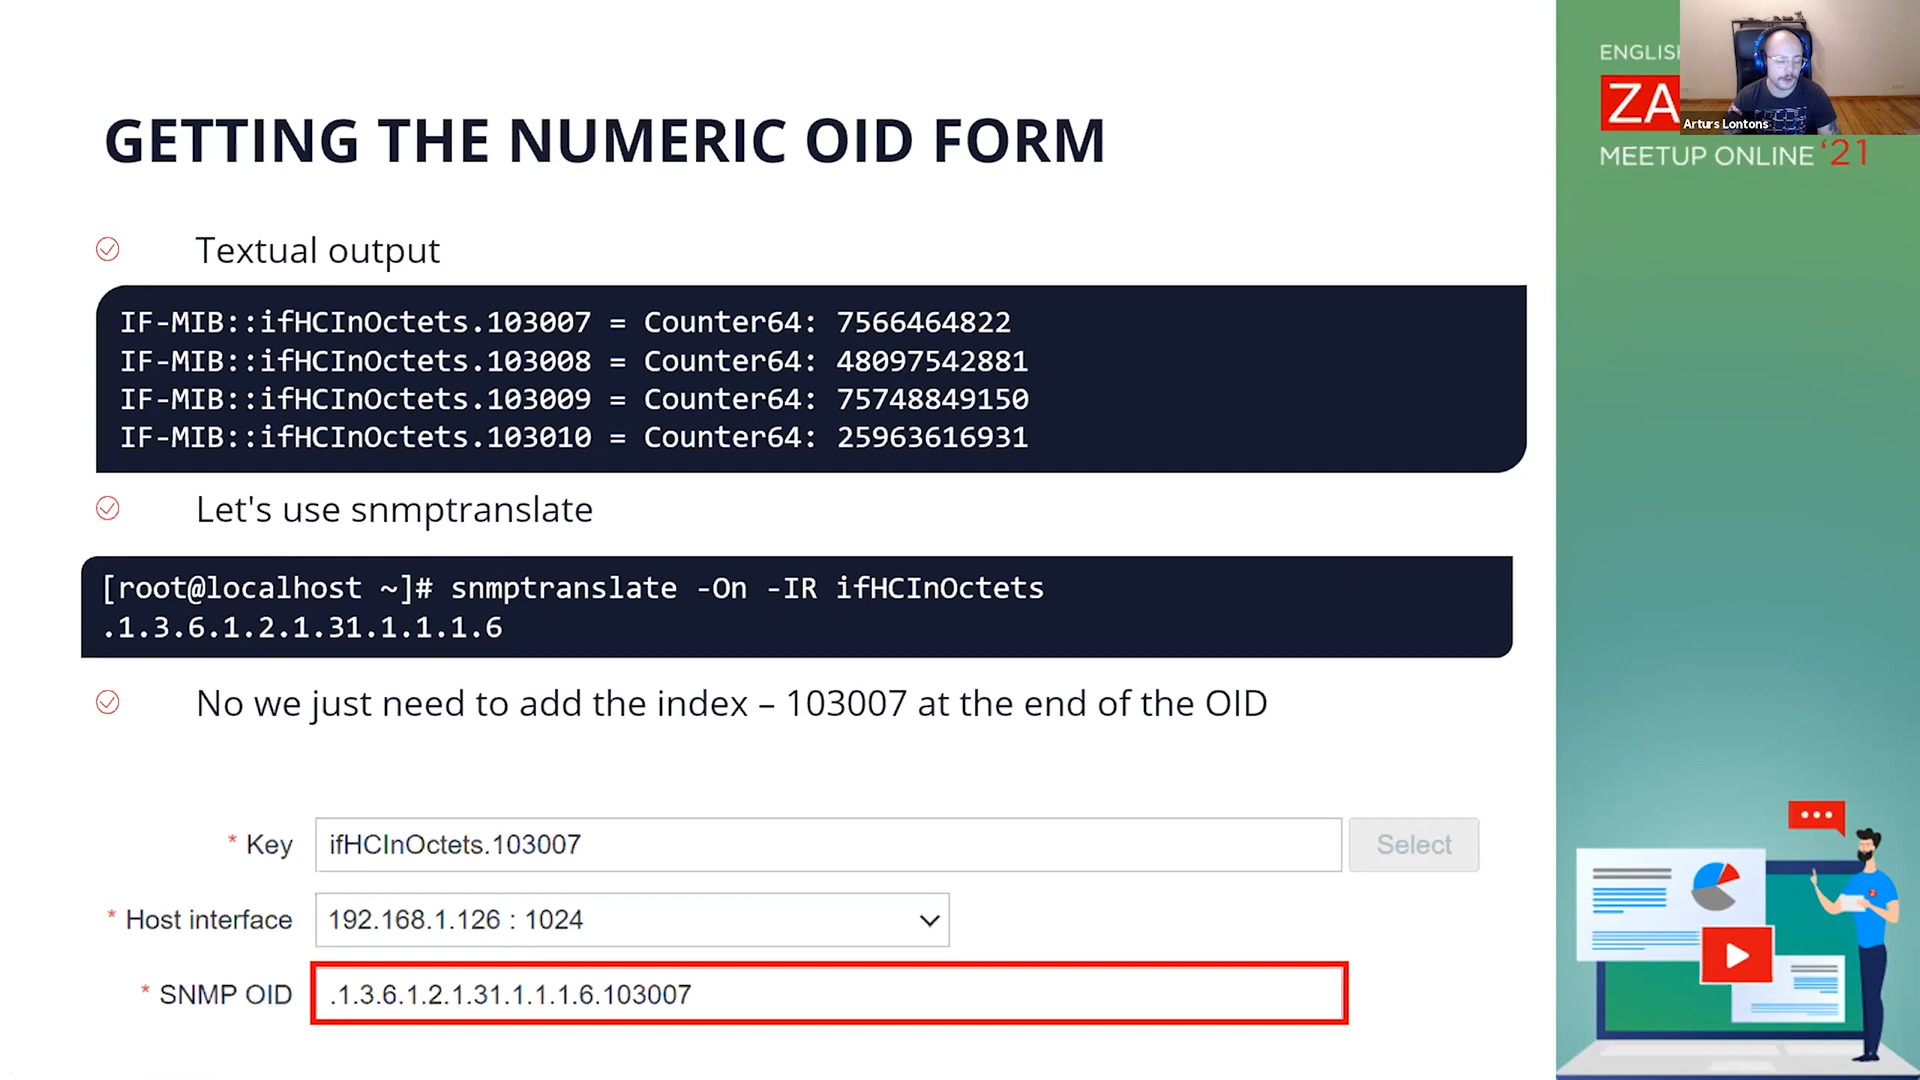 GETTING THE NUMERIC OID FORM
Textual output
IF-MIB::ifHCInOctets.103007 = Counter64: 7566464822
IF-MIB::ifHCInOctets.103008 = Counter64: 48097542881
IF-MIB::ifHCInOctets.103009 = Counter64: 75748849150
IF-MIB::ifHCInOctets.103010 = Counter64: 25963616931
Let's use snmptranslate
[root@localhost ~]# snmptranslate -On -IR ifHCInOctets
.1.3.6.1.2.1.31.1.1.1.6
No we just need to add the index – 103007 at the end of the OID
* Key ifHCInOctets.103007 Select
* Host interface 192.168.1.126 : 1024
* SNMP OID .1.3.6.1.2.1.31.1.1.1.6.103007
ENGLIS
ZA
Arturs Lontons
MEETUP ONLINE '21